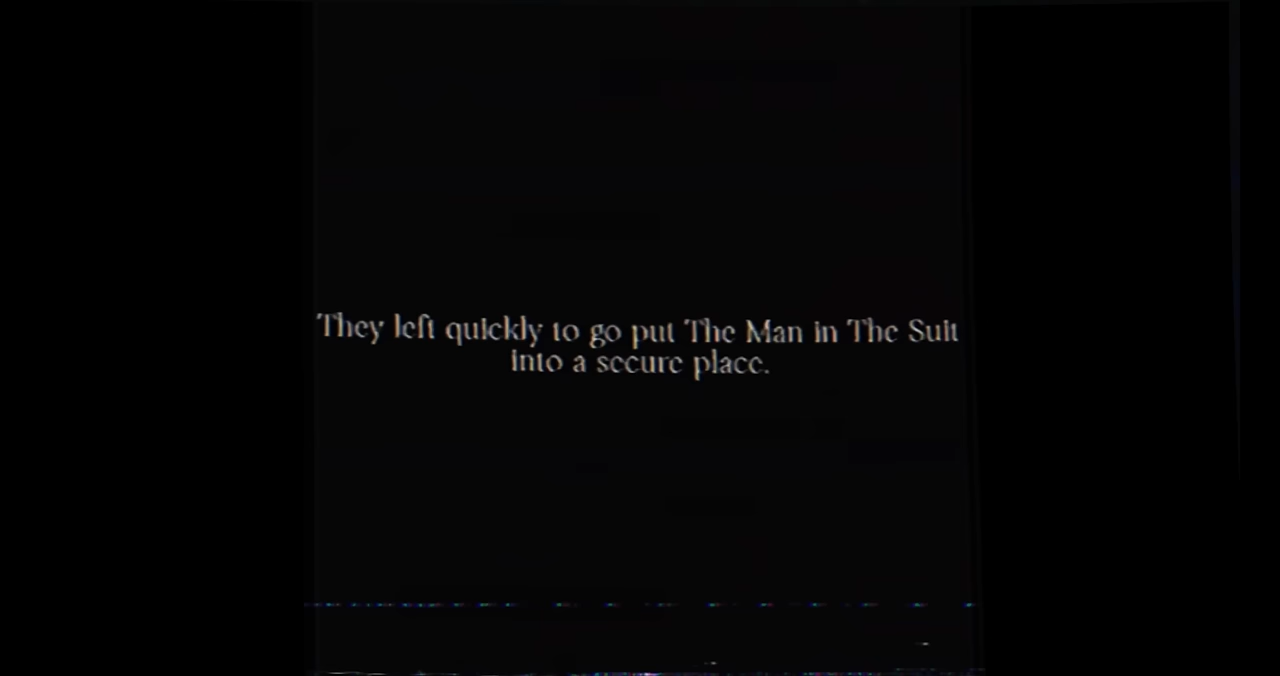 They left quickly to go put The Man in The Suit
into a secure place.